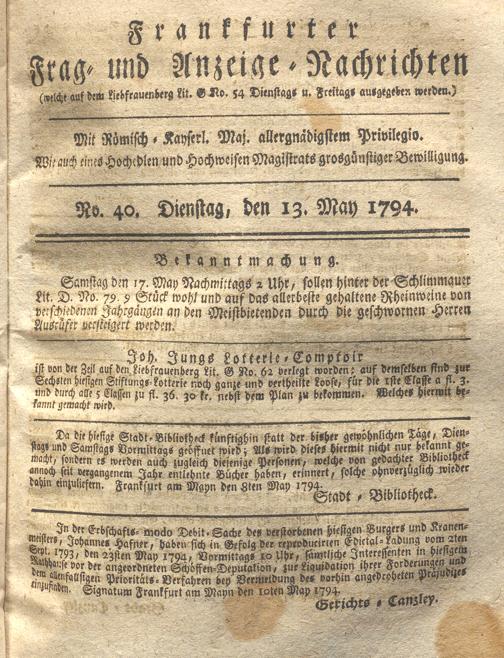 Frankfurter
Frag- und Anzeige-Nachrichten
(welche auf dem Liebfrauenberg Lit. G No. 54 Dienstags u. Freitags ausgegeben werden.)
Mit Römisch-Kayserl. Maj. allergnädigstem Privilegio.
Wie auch eines Hochedlen und Hochweisen Magistrats grosgünstiger Bewilligung.
No. 40. Dienstag, den 13. May 1794.
Bekanntmachung.
Samstag den 17. May Nachmittags 2 Uhr, sollen hinter der Schlimmauer
Lit. D. No. 79. 9 Stück wohl und auf das allerbeste gehaltene Rheinweine von
verschiedenen Jahrgängen an den Meistbietenden durch die geschwornen Herren
Ausrüfer versteigert werden.
Joh. Jungs Lotterie-Comptoir
ist von der Zeil auf den Liebfrauenberg Lit. G No. 62 verlegt worden; auf demselben sind zur
Sechsten hiesigen Stiftungs-Lotterie noch ganze und vertheilte Loose, für die 1ste Classe a fl. 3.
und durch alle 5 Classen zu fl. 36. 30 kr. nebst dem Plan zu bekommen. Welches hiermit be-
kannt gemacht wird.
Da die hiesige Stadt-Bibliotheck künftighin statt der bisher gewöhnlichen Täge, Dien-
stags und Samstags Vormittags geöffnet wird; Als wird dieses hiermit nicht nur bekannt ge-
macht, sondern es werden auch zugleich diejenige Personen, welche von gedachter Bibliotheck
annoch seit vergangenem Jahr entlehnte Bücher haben, erinnert, solche ohnverzüglich wieder
dahin einzuliefern. Frankfurt am Mayn den 8ten May 1794.
Stadt-Bibliotheck.
In der Erbschafts- modo Debit-Sache des verstorbenen hiesigen Burgers und Kranen-
meisters, Johannes Hafner, haben sich in Gefolg der reproducirten Edictal-Ladung vom 2ten
Sept. 1793, den 23sten May 1794, Vormittags 10 Uhr, sämtliche Interessenten in hiesigem
Rathhause vor der angeordneten Schöffen-Deputation, zur Liquidation ihrer Forderungen und
dem allenfallsigen Prioritäts-Verfahren bey Vermeidung des vorhin angedroheten Präjudizes
einzufinden. Signatum Frankfurt am Mayn den 10ten May 1794.
Gerichts-Canzley.